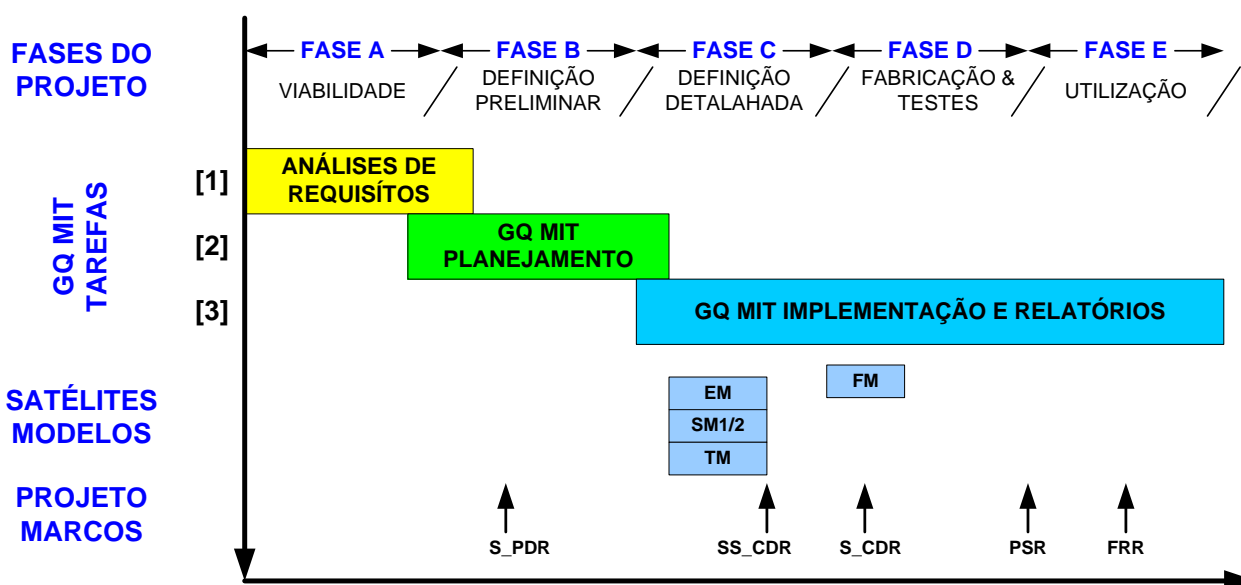 FASES DO
PROJETO
FASE A
FASE B
FASE C
FASE D
FASE E
VIABILIDADE
DEFINIÇÃO
PRELIMINAR
DEFINIÇÃO
DETALAHADA
FABRICAÇÃO &
TESTES
UTILIZAÇÃO
GQ MIT
TAREFAS
[1]
ANÁLISES DE
REQUISÍTOS
[2]
GQ MIT
PLANEJAMENTO
[3]
GQ MIT IMPLEMENTAÇÃO E RELATÓRIOS
SATÉLITES
MODELOS
EM
SM1/2
TM
FM
PROJETO
MARCOS
S_PDR
SS_CDR
S_CDR
PSR
FRR